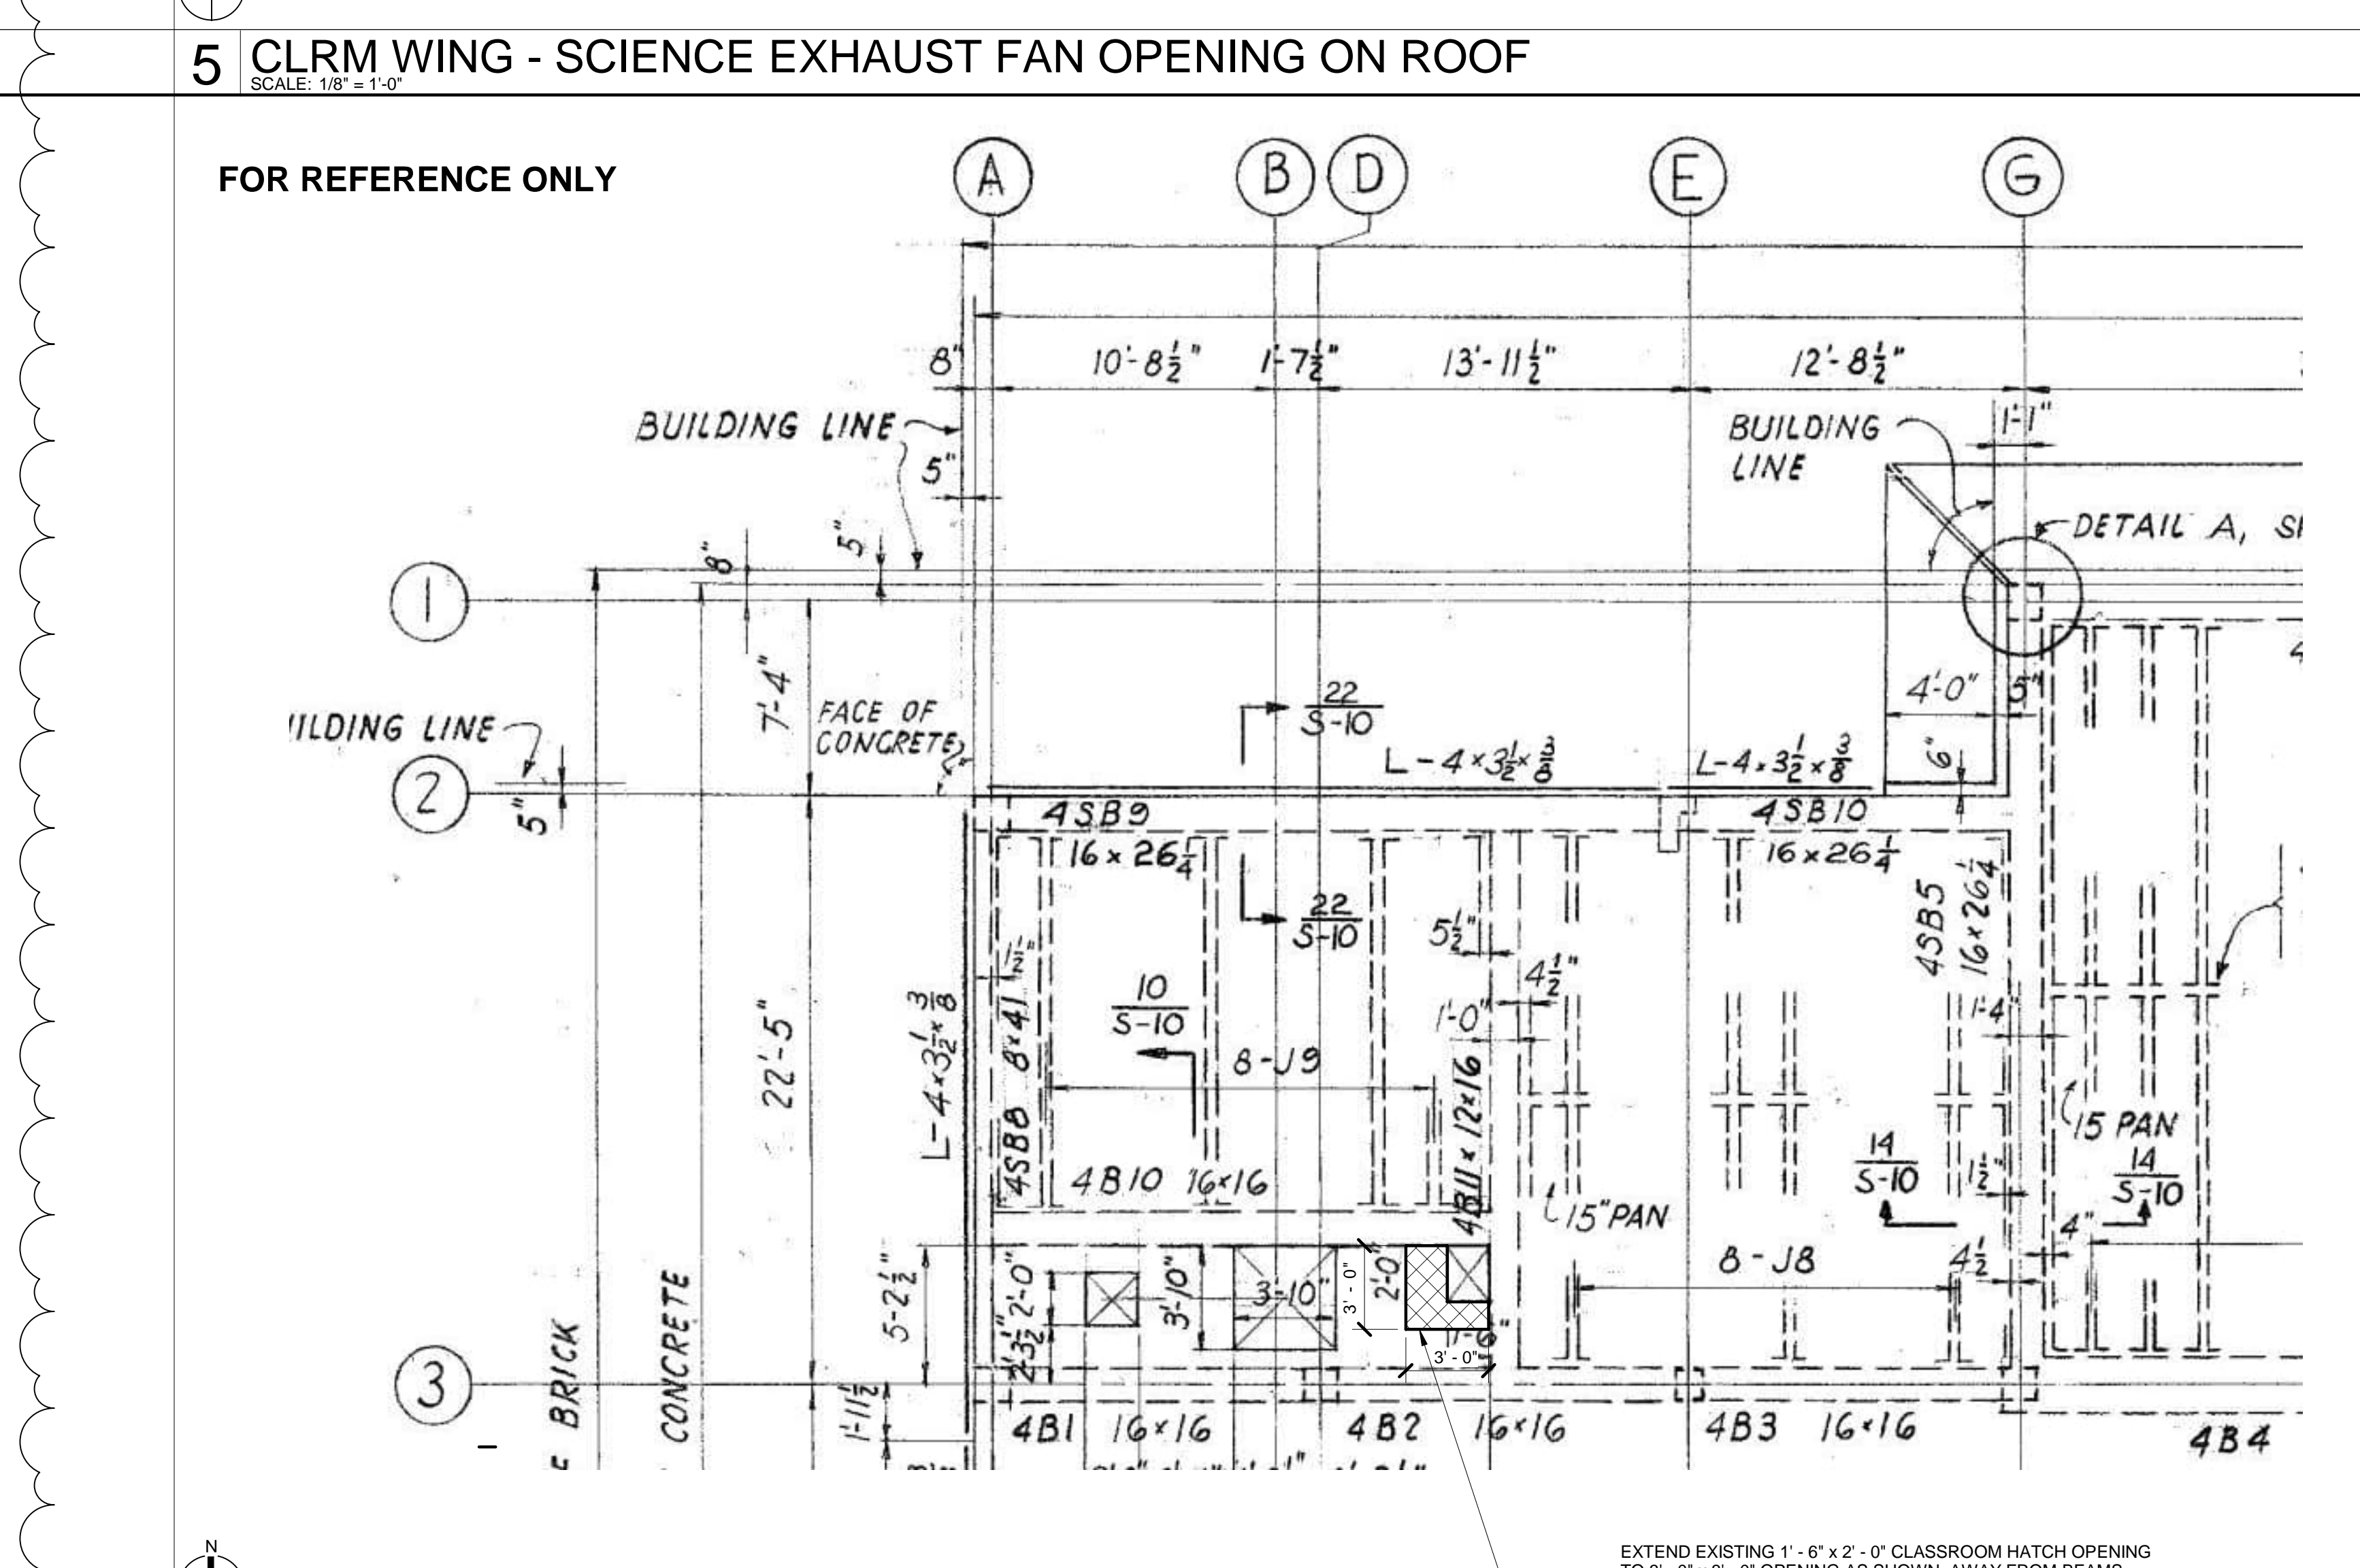 5 CLRM WING - SCIENCE EXHAUST FAN OPENING ON ROOF
SCALE: 1/8" = 1'-0"
FOR REFERENCE ONLY
A B D E G
8" 10'-8½" 1'-7½" 13'-11½" 12'-8½"
BUILDING LINE
5"
BUILDING
LINE
1'-1"
DETAIL A,
8" 5"
1
7'-4"
FACE OF
CONCRETE
22
S-10
4'-0" 5"
LINE
2
5"
L-4×3½×⅜ L-4×3½×⅜
6"
4SB9 4SB10
16×26¼ 16×26¼
4SB5 16×26¼
22
S-10
5½"
1½"
4½"
10
S-10
1'-0"
1'-4"
L-4×3½×⅜
4SB8 8×41
22'-5"
8-J9
4B11 × 12×16
15 PAN
14
S-10
1½"
14
S-10
4B10 16×16
15" PAN
4"
5'-2½"
2'-0"
2'3½"
3'-10"
3'-10"
3' - 0"
2'-0"
1'-6"
3' - 0"
8-J8
4½
3
BRICK
CONCRETE
1'-11½"
4B1 16×16 4B2 16×16 4B3 16×16 4B4
N
EXTEND EXISTING 1' - 6" x 2' - 0" CLASSROOM HATCH OPENING